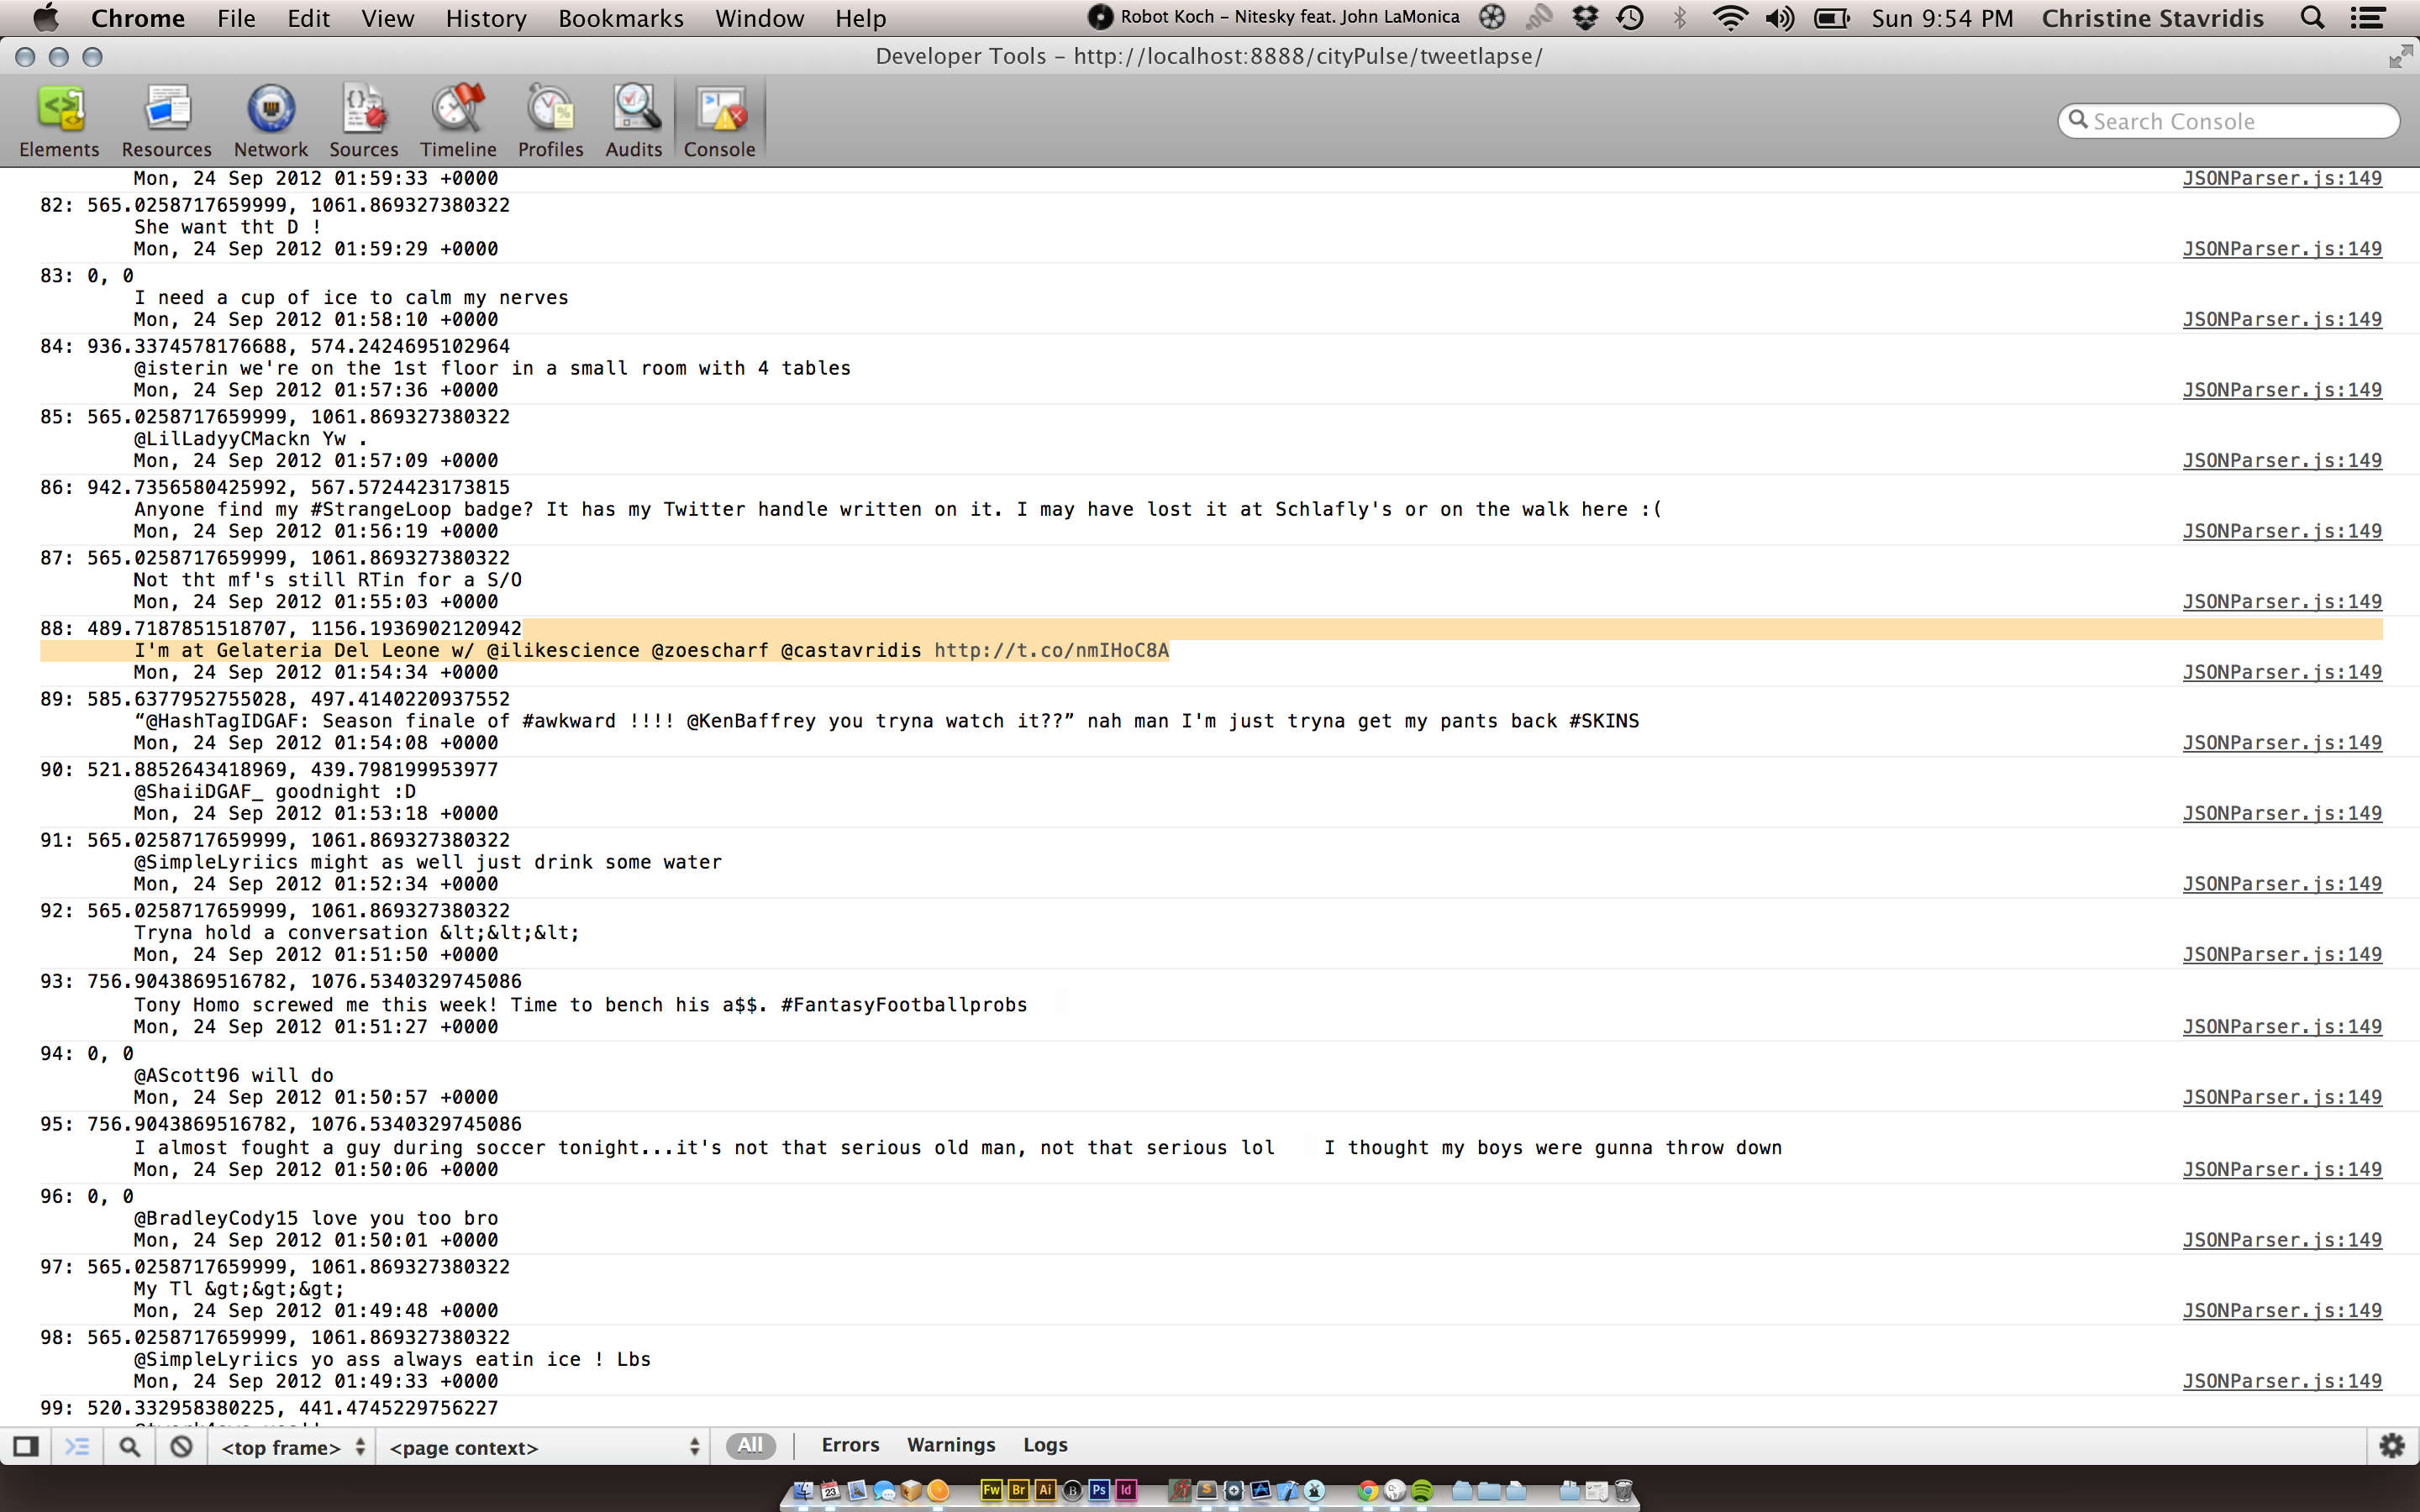 Chrome File Edit View History Bookmarks Window Help Robot Koch – Nitesky feat. John LaMonica Sun 9:54 PM Christine Stavridis
Developer Tools – http://localhost:8888/cityPulse/tweetlapse/
Elements Resources Network Sources Timeline Profiles Audits Console Search Console
Mon, 24 Sep 2012 01:59:33 +0000 JSONParser.js:149
82: 565.0258717659999, 1061.869327380322
She want tht D !
Mon, 24 Sep 2012 01:59:29 +0000 JSONParser.js:149
83: 0, 0
I need a cup of ice to calm my nerves
Mon, 24 Sep 2012 01:58:10 +0000 JSONParser.js:149
84: 936.3374578176688, 574.2424695102964
@isterin we're on the 1st floor in a small room with 4 tables
Mon, 24 Sep 2012 01:57:36 +0000 JSONParser.js:149
85: 565.0258717659999, 1061.869327380322
@LilLadyyCMackn Yw .
Mon, 24 Sep 2012 01:57:09 +0000 JSONParser.js:149
86: 942.7356580425992, 567.5724423173815
Anyone find my #StrangeLoop badge? It has my Twitter handle written on it. I may have lost it at Schlafly's or on the walk here :(
Mon, 24 Sep 2012 01:56:19 +0000 JSONParser.js:149
87: 565.0258717659999, 1061.869327380322
Not tht mf's still RTin for a S/O
Mon, 24 Sep 2012 01:55:03 +0000 JSONParser.js:149
88: 489.7187851518707, 1156.1936902120942
I'm at Gelateria Del Leone w/ @ilikescience @zoescharf @castavridis http://t.co/nmIHoC8A
Mon, 24 Sep 2012 01:54:34 +0000 JSONParser.js:149
89: 585.6377952755028, 497.4140220937552
“@HashTagIDGAF: Season finale of #awkward !!!! @KenBaffrey you tryna watch it??” nah man I'm just tryna get my pants back #SKINS
Mon, 24 Sep 2012 01:54:08 +0000 JSONParser.js:149
90: 521.8852643418969, 439.798199953977
@ShaiiDGAF_ goodnight :D
Mon, 24 Sep 2012 01:53:18 +0000 JSONParser.js:149
91: 565.0258717659999, 1061.869327380322
@SimpleLyriics might as well just drink some water
Mon, 24 Sep 2012 01:52:34 +0000 JSONParser.js:149
92: 565.0258717659999, 1061.869327380322
Tryna hold a conversation &lt;&lt;&lt;
Mon, 24 Sep 2012 01:51:50 +0000 JSONParser.js:149
93: 756.9043869516782, 1076.5340329745086
Tony Homo screwed me this week! Time to bench his a$$. #FantasyFootballprobs
Mon, 24 Sep 2012 01:51:27 +0000 JSONParser.js:149
94: 0, 0
@AScott96 will do
Mon, 24 Sep 2012 01:50:57 +0000 JSONParser.js:149
95: 756.9043869516782, 1076.5340329745086
I almost fought a guy during soccer tonight...it's not that serious old man, not that serious lol I thought my boys were gunna throw down
Mon, 24 Sep 2012 01:50:06 +0000 JSONParser.js:149
96: 0, 0
@BradleyCody15 love you too bro
Mon, 24 Sep 2012 01:50:01 +0000 JSONParser.js:149
97: 565.0258717659999, 1061.869327380322
My Tl &gt;&gt;&gt;
Mon, 24 Sep 2012 01:49:48 +0000 JSONParser.js:149
98: 565.0258717659999, 1061.869327380322
@SimpleLyriics yo ass always eatin ice ! Lbs
Mon, 24 Sep 2012 01:49:33 +0000 JSONParser.js:149
99: 520.332958380225, 441.4745229756227
<top frame> <page context> All Errors Warnings Logs
23 Fw Br Ai B Ps Id S